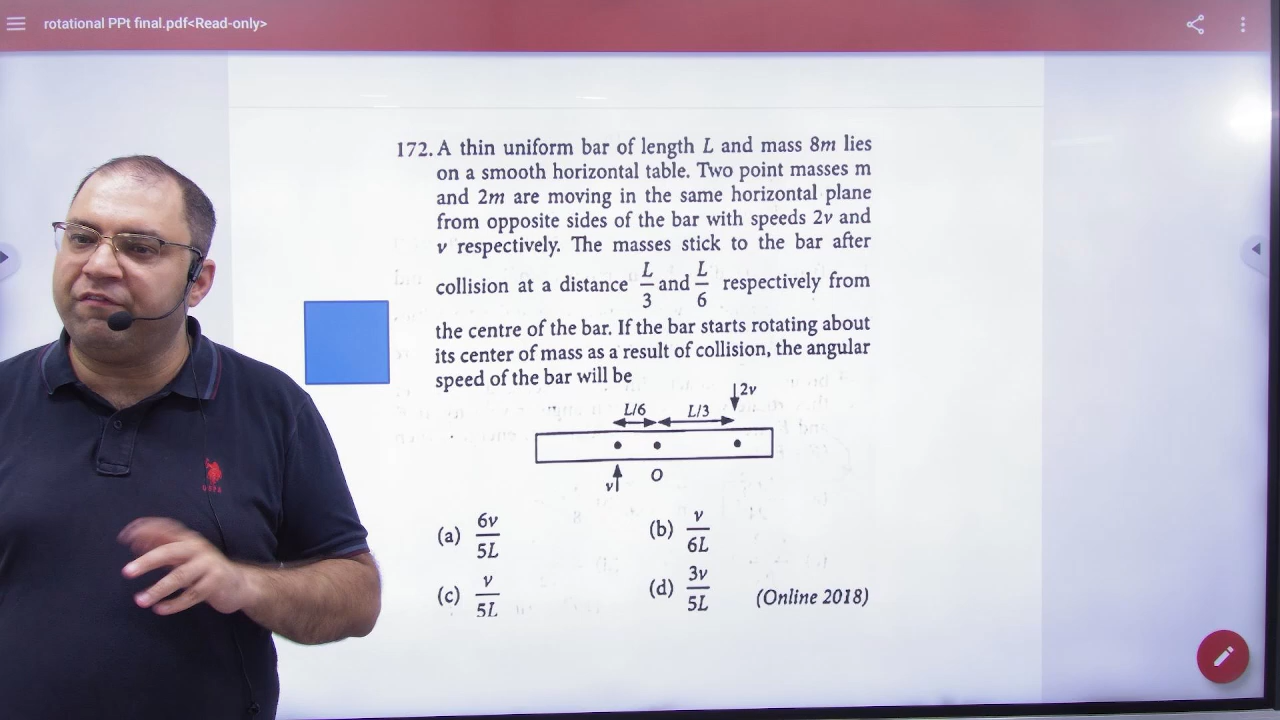 rotational PPt final.pdf<Read-only>
172. A thin uniform bar of length L and mass 8m lies
on a smooth horizontal table. Two point masses m
and 2m are moving in the same horizontal plane
from opposite sides of the bar with speeds 2v and
v respectively. The masses stick to the bar after
collision at a distance L/3 and L/6 respectively from
the centre of the bar. If the bar starts rotating about
its center of mass as a result of collision, the angular
speed of the bar will be
2v
L/6 L/3
v O
(a) 6v/5L (b) v/6L
(c) v/5L (d) 3v/5L (Online 2018)